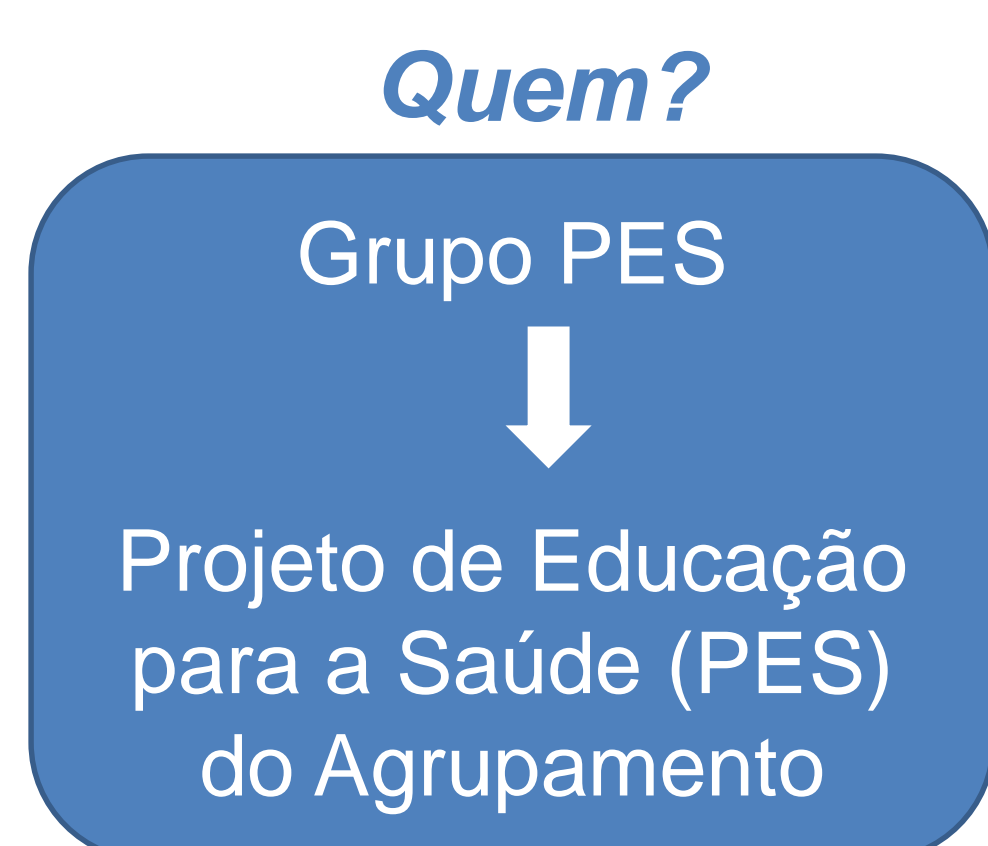 Quem?
Grupo PES
Projeto de Educação
para a Saúde (PES)
do Agrupamento